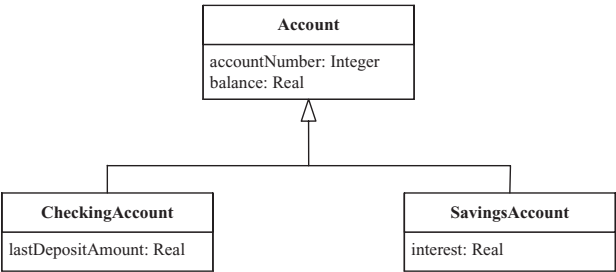 Account
accountNumber: Integer
balance: Real
CheckingAccount
lastDepositAmount: Real
SavingsAccount
interest: Real